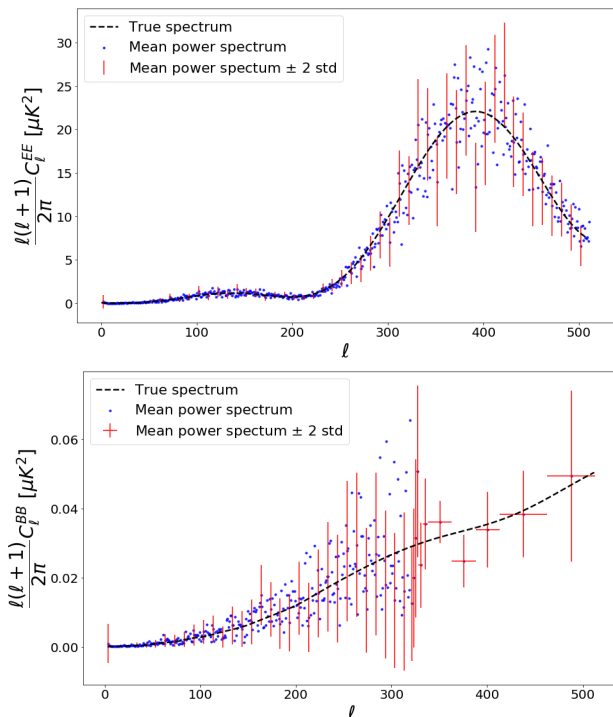 True spectrum
Mean power spectrum
Mean power spectum ± 2 std
ℓ(ℓ + 1)/2π C_ℓ^EE [μK²]
30
25
20
15
10
5
0
0 100 200 300 400 500
ℓ
True spectrum
Mean power spectrum
Mean power spectum ± 2 std
ℓ(ℓ + 1)/2π C_ℓ^BB [μK²]
0.06
0.04
0.02
0.00
0 100 200 300 400 500
ℓ